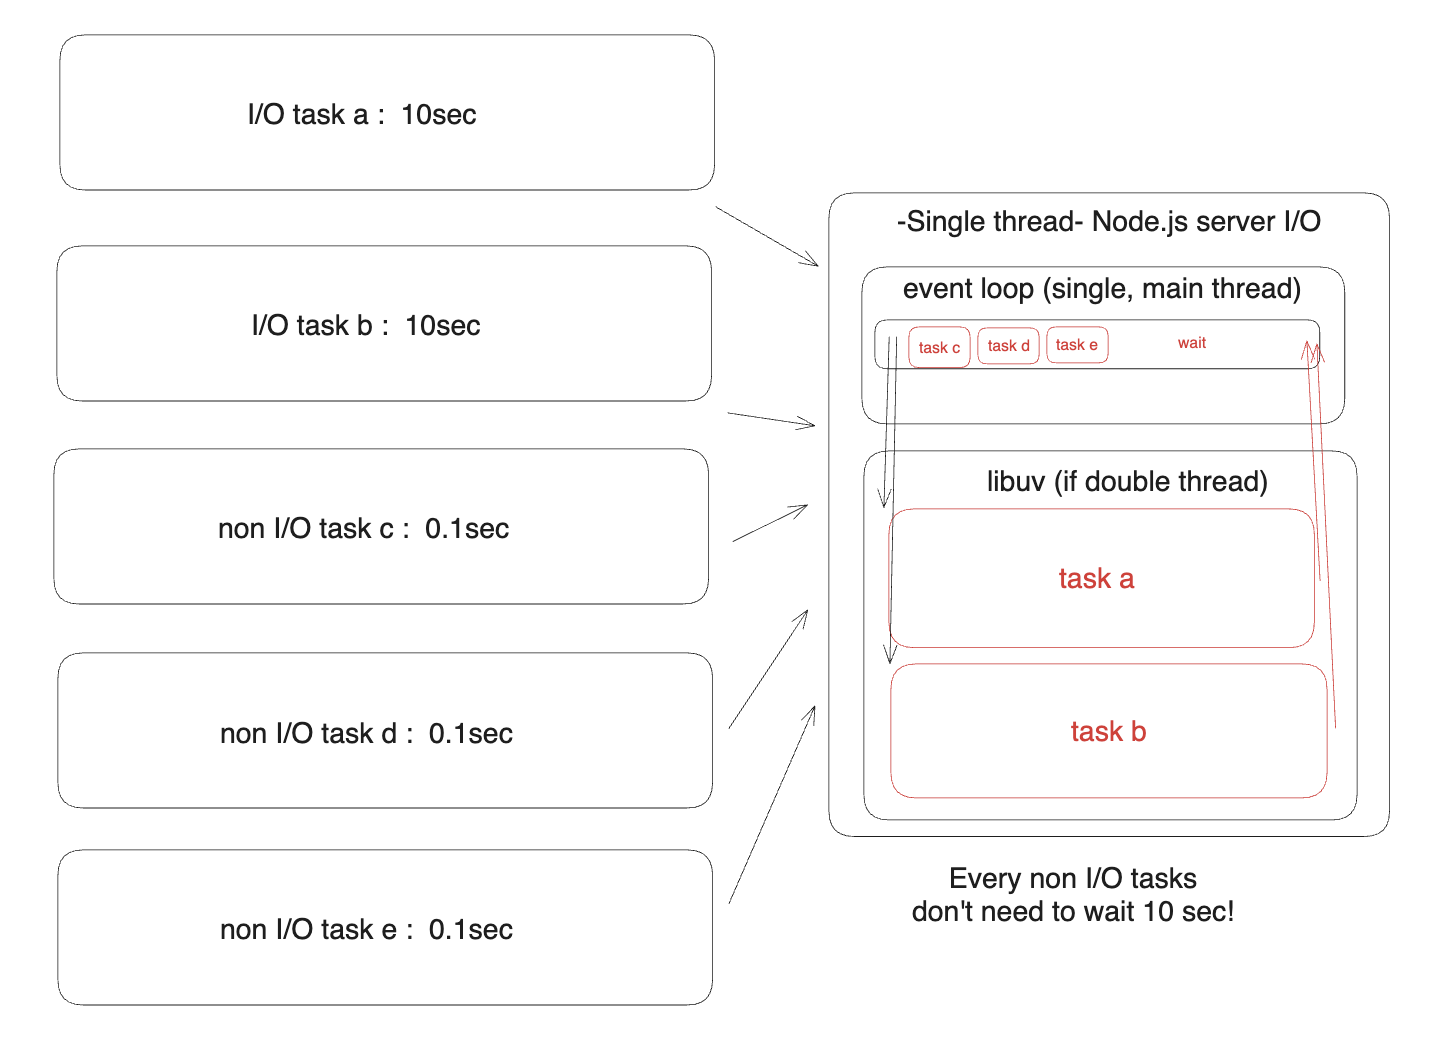 I/O task a :  10sec
I/O task b :  10sec
non I/O task c :  0.1sec
non I/O task d :  0.1sec
non I/O task e :  0.1sec
-Single thread- Node.js server I/O
event loop (single, main thread)
task c
task d
task e
wait
libuv (if double thread)
task a
task b
Every non I/O tasks
don't need to wait 10 sec!